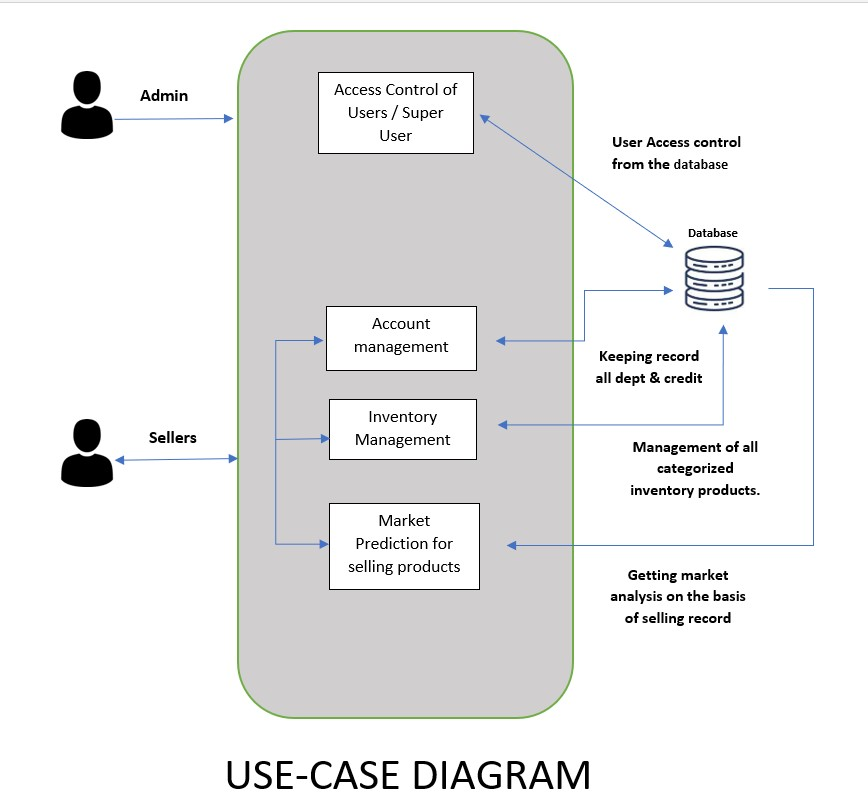 Admin
Access Control of
Users / Super
User
User Access control
from the database
Database
Account
management
Keeping record
all dept & credit
Inventory
Management
Sellers
Management of all
categorized
inventory products.
Market
Prediction for
selling products
Getting market
analysis on the basis
of selling record
USE-CASE DIAGRAM